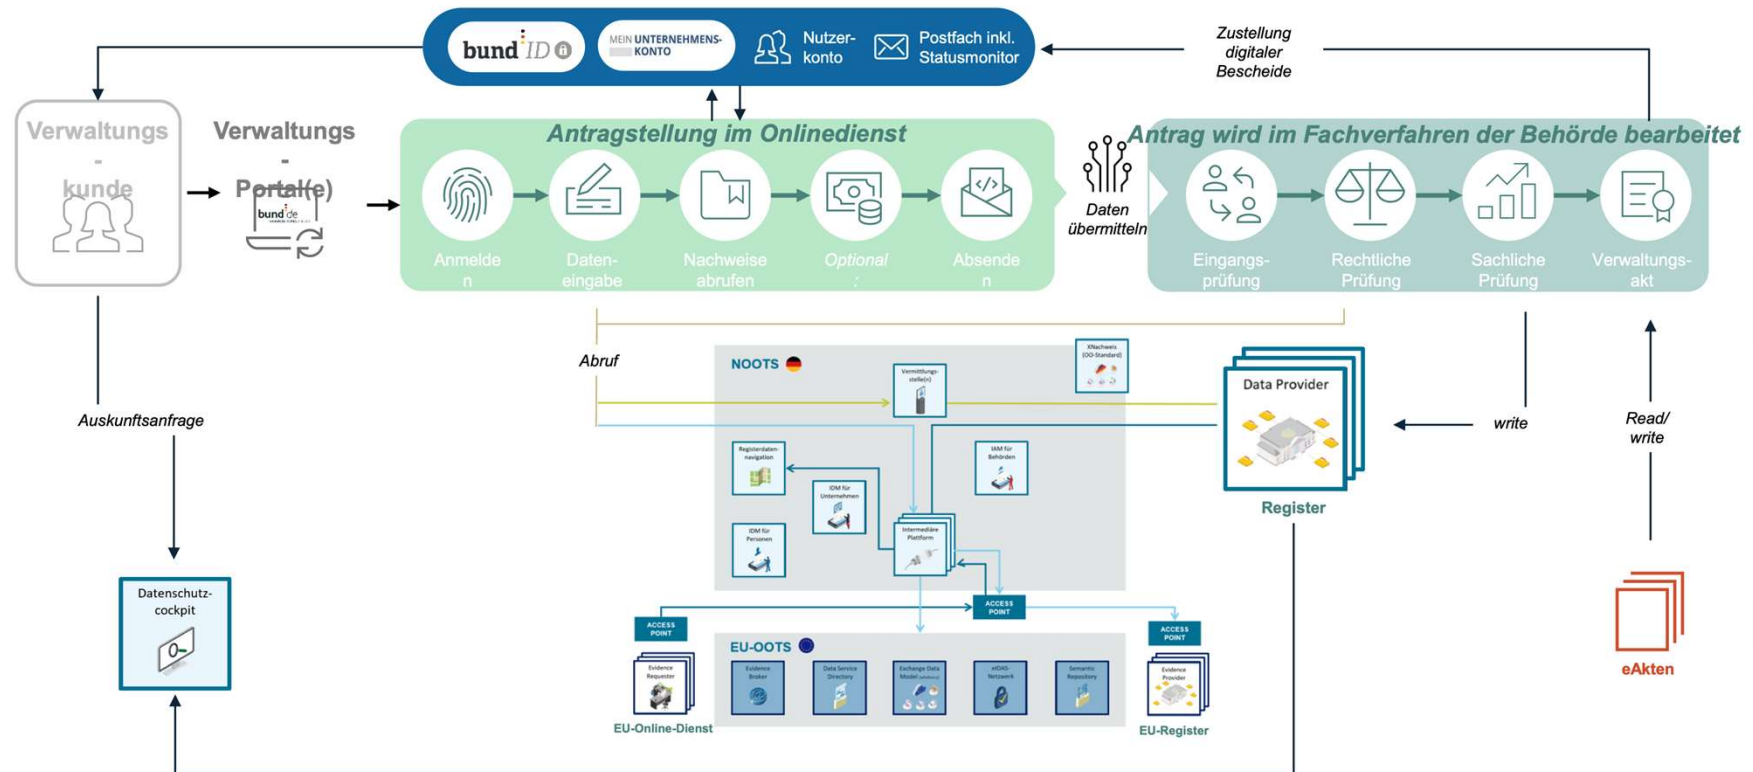 bund ID
MEIN UNTERNEHMENS-
KONTO
Nutzer-
konto
Postfach inkl.
Statusmonitor
Zustellung
digitaler
Bescheide
Verwaltungs
-
kunde
Verwaltungs
-
Portal(e)
bund.de
Antragstellung im Onlinedienst
Anmelde
n
Daten-
eingabe
Nachweise
abrufen
Optional
:
Absende
n
Daten
übermitteln
Antrag wird im Fachverfahren der Behörde bearbeitet
Eingangs-
prüfung
Rechtliche
Prüfung
Sachliche
Prüfung
Verwaltungs-
akt
Abruf
Auskunftsanfrage
NOOTS
Vermittlungs-
stelle(n)
XNachweis
(OO-Standard)
Registerdaten-
navigation
IDM für
Unternehmen
IAM für
Behörden
IDM für
Personen
Intermediäre
Plattform
Data Provider
Register
write
Read/
write
eAkten
Datenschutz-
cockpit
ACCESS
POINT
ACCESS
POINT
ACCESS
POINT
EU-OOTS
Evidence
Requester
EU-Online-Dienst
Evidence
Broker
Data Service
Directory
Exchange Data
Model
eIDAS-
Netzwerk
Semantic
Repository
Evidence
Provider
EU-Register